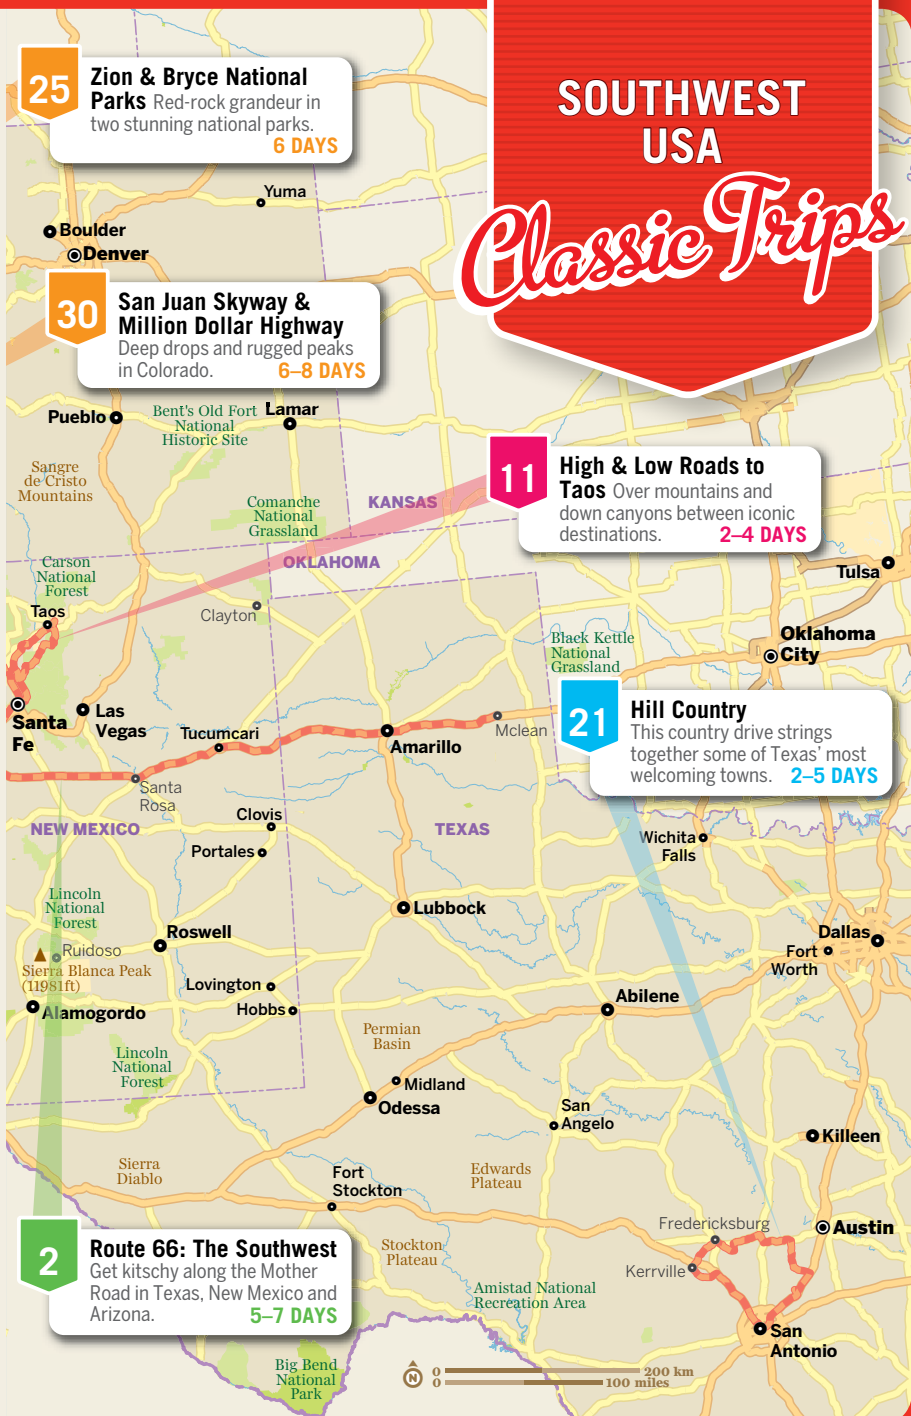 SOUTHWEST
USA
Classic Trips
25
Zion & Bryce National
Parks Red-rock grandeur in
two stunning national parks.
6 DAYS
Yuma
Boulder
Denver
30
San Juan Skyway &
Million Dollar Highway
Deep drops and rugged peaks
in Colorado. 6–8 DAYS
Pueblo
Bent's Old Fort
National
Historic Site
Lamar
Sangre
de Cristo
Mountains
Comanche
National
Grassland
KANSAS
11
High & Low Roads to
Taos Over mountains and
down canyons between iconic
destinations. 2–4 DAYS
OKLAHOMA
Carson
National
Forest
Taos
Clayton
Tulsa
Oklahoma
City
Black Kettle
National
Grassland
Santa
Fe
Las
Vegas
Tucumcari
Amarillo
Mclean
Santa
Rosa
21
Hill Country
This country drive strings
together some of Texas' most
welcoming towns. 2–5 DAYS
NEW MEXICO
Clovis
Portales
TEXAS
Wichita
Falls
Lincoln
National
Forest
Lubbock
Roswell
Ruidoso
Sierra Blanca Peak
(11981ft)
Dallas
Fort
Worth
Lovington
Hobbs
Alamogordo
Abilene
Permian
Basin
Lincoln
National
Forest
Midland
Odessa
San
Angelo
Killeen
Sierra
Diablo
Fort
Stockton
Edwards
Plateau
Fredericksburg
Austin
Kerrville
Stockton
Plateau
2
Route 66: The Southwest
Get kitschy along the Mother
Road in Texas, New Mexico and
Arizona. 5–7 DAYS
Amistad National
Recreation Area
San
Antonio
Big Bend
National
Park
N
0 200 km
0 100 miles